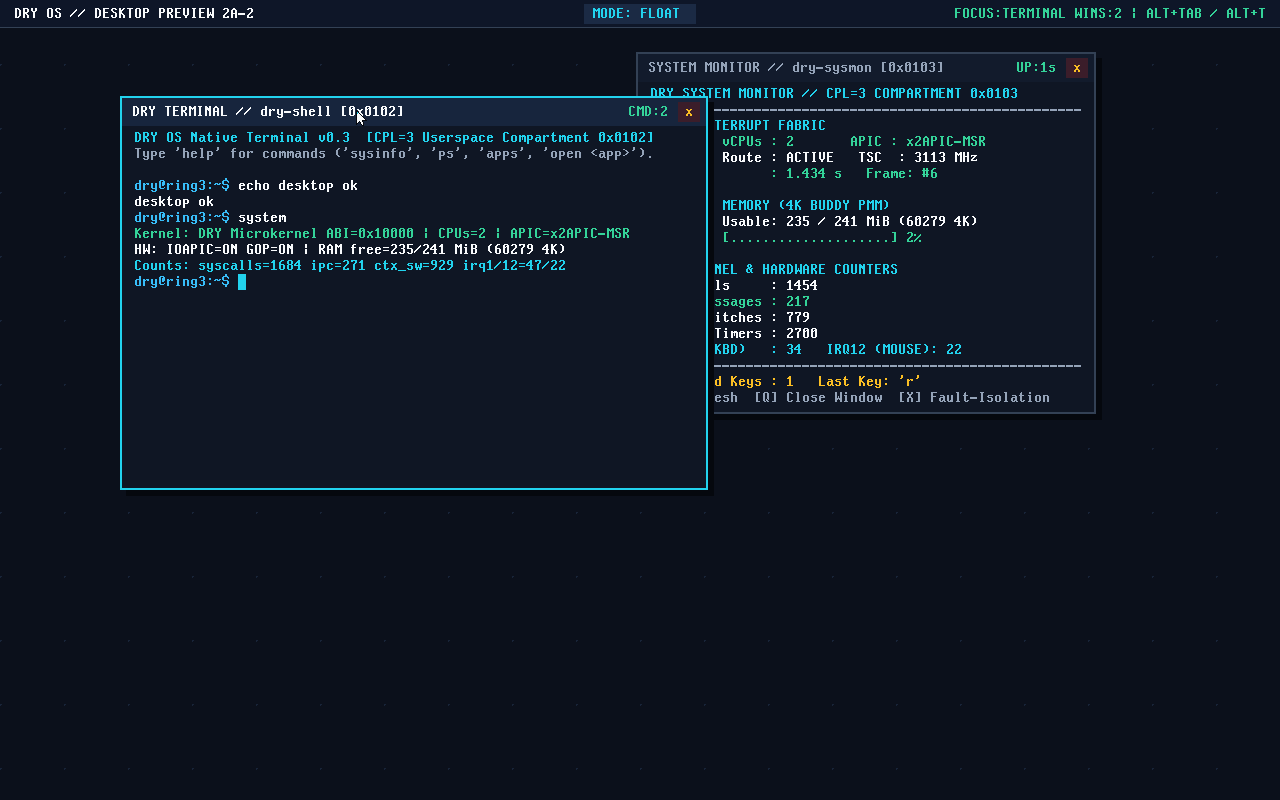 DRY OS // DESKTOP PREVIEW 2A-2
MODE: FLOAT
FOCUS:TERMINAL WINS:2 ¦ ALT+TAB / ALT+T
SYSTEM MONITOR // dry-sysmon [0x0103]
UP:1s
x
DRY SYSTEM MONITOR // CPL=3 COMPARTMENT 0x0103
DRY TERMINAL // dry-shell [0x0102]
CMD:2
x
DRY OS Native Terminal v0.3  [CPL=3 Userspace Compartment 0x0102]
Type 'help' for commands ('sysinfo', 'ps', 'apps', 'open <app>').
dry@ring3:~$ echo desktop ok
desktop ok
dry@ring3:~$ system
Kernel: DRY Microkernel ABI=0x10000 ¦ CPUs=2 ¦ APIC=x2APIC-MSR
HW: IOAPIC=ON GOP=ON ¦ RAM free=235/241 MiB (60279 4K)
Counts: syscalls=1684 ipc=271 ctx_sw=929 irq1/12=47/22
dry@ring3:~$
TERRUPT FABRIC
vCPUs : 2       APIC : x2APIC-MSR
Route : ACTIVE   TSC  : 3113 MHz
: 1.434 s   Frame: #6
MEMORY (4K BUDDY PMM)
Usable: 235 / 241 MiB (60279 4K)
[....................] 2%
NEL & HARDWARE COUNTERS
ls     : 1454
ssages : 217
itches : 779
Timers : 2700
KBD)   : 34   IRQ12 (MOUSE): 22
d Keys : 1   Last Key: 'r'
esh  [Q] Close Window  [X] Fault-Isolation